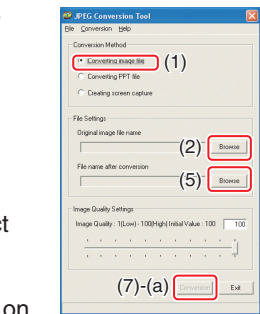 JPEG Conversion Tool
File Conversion Help
Conversion Method
Converting image file (1)
Converting PPT file
Creating screen capture
File Settings
Original image file name
(2) Browse
File name after conversion
(5) Browse
Image Quality Settings
Image Quality : 1(Low) - 100(High) Initial Value : 100 100
(7)-(a) Conversion Exit
on